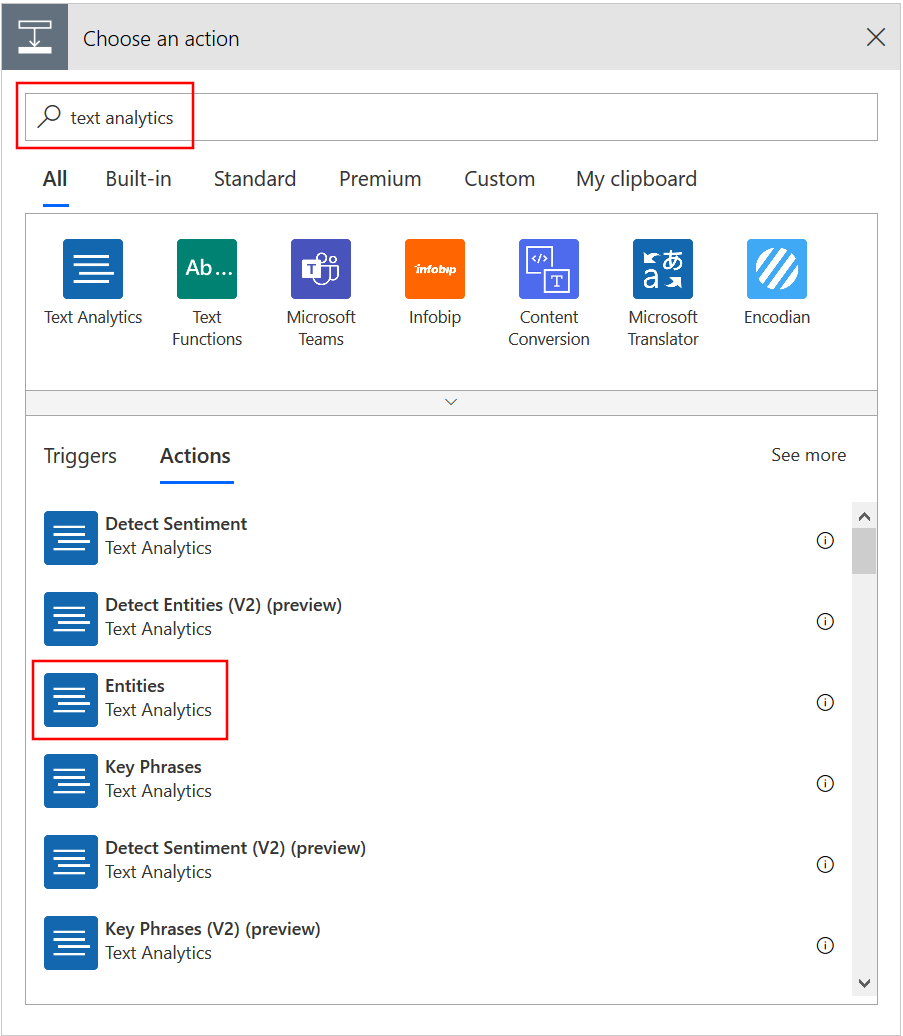 Choose an action
text analytics
All Built-in Standard Premium Custom My clipboard
Ab...
T
infobip
</>
T
a あ
Text Analytics
Text
Functions
Microsoft
Teams
Infobip
Content
Conversion
Microsoft
Translator
Encodian
Triggers Actions See more
Detect Sentiment
Text Analytics
Detect Entities (V2) (preview)
Text Analytics
Entities
Text Analytics
Key Phrases
Text Analytics
Detect Sentiment (V2) (preview)
Text Analytics
Key Phrases (V2) (preview)
Text Analytics